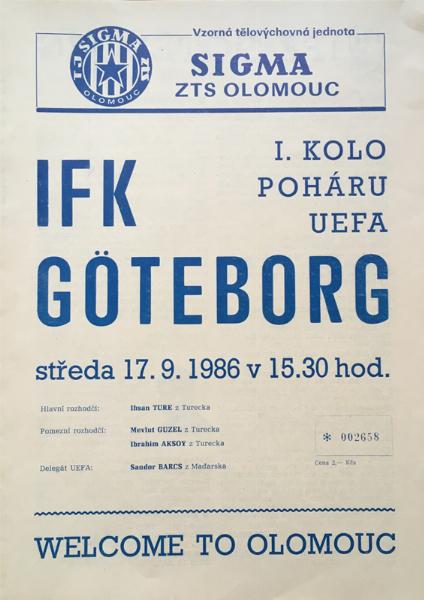 Vzorná tělovýchovná jednota
TJ SIGMA ZTS
OLOMOUC
SIGMA
ZTS OLOMOUC
I. KOLO
POHÁRU
UEFA
IFK
GÖTEBORG
středa 17. 9. 1986 v 15.30 hod.
Hlavní rozhodčí: Ihsan TURE z Turecka
Pomezní rozhodčí: Mevlut GUZEL z Turecka
Ibrahim AKSOY z Turecka
* 002658
Delegát UEFA: Sandor BARCS z Maďarska
Cena 2,— Kčs
WELCOME TO OLOMOUC